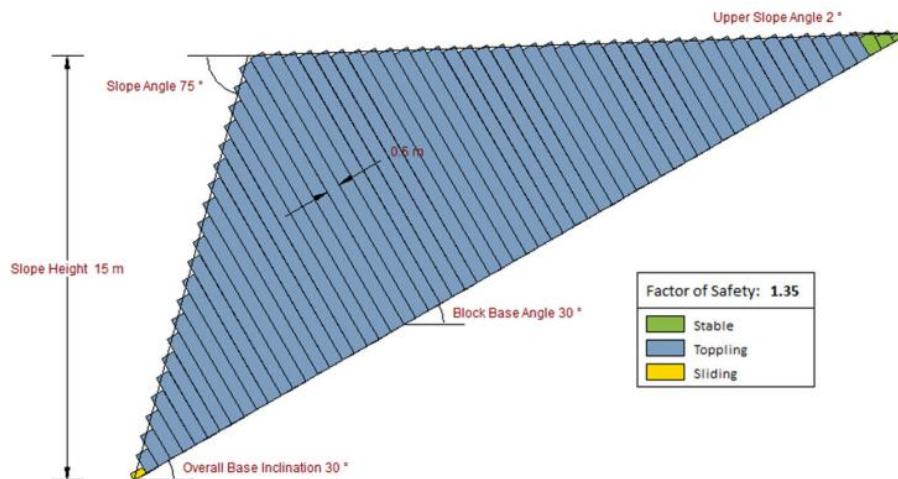 Upper Slope Angle 2 °
Slope Angle 75 °
0.6 m
Slope Height 15 m
Factor of Safety: 1.35
Stable
Block Base Angle 30 °
Toppling
Sliding
Overall Base Inclination 30 °